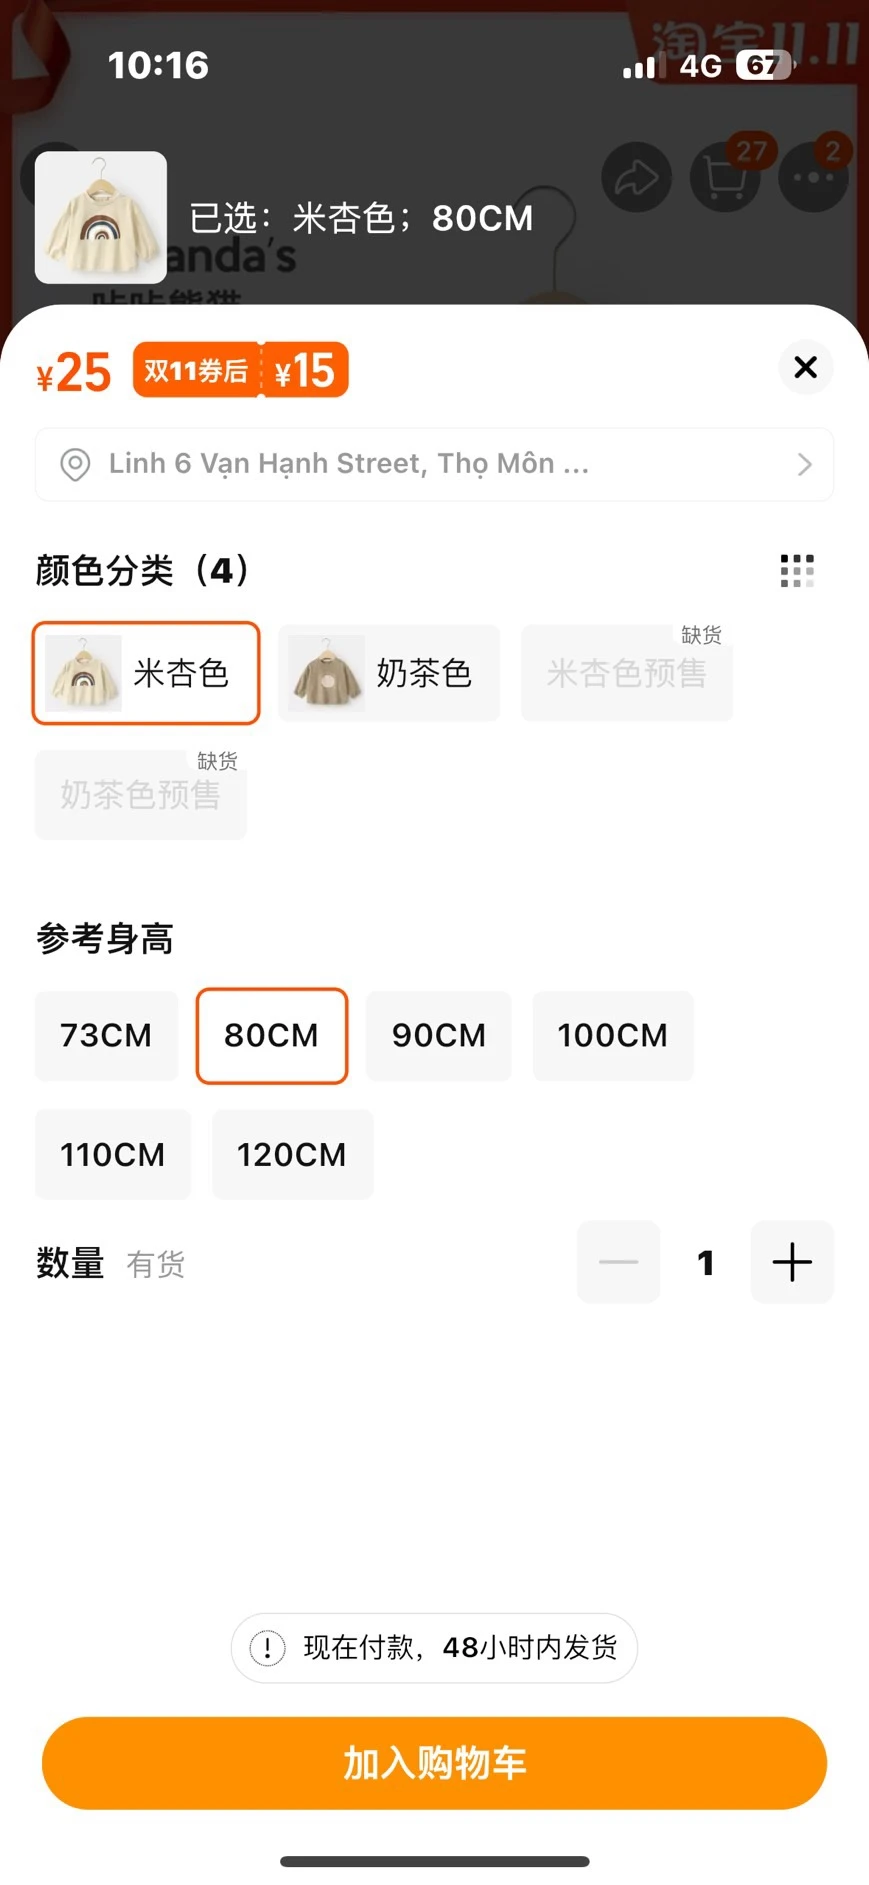 淘宝11.11
10:16
4G 67
27
2
已选：米杏色；80CM
anda's
咔咔熊猫
¥25 双11券后 ¥15
Linh 6 Vạn Hạnh Street, Thọ Môn ...
颜色分类（4）
米杏色 奶茶色 米杏色预售 缺货
奶茶色预售 缺货
参考身高
73CM 80CM 90CM 100CM
110CM 120CM
数量 有货 1
现在付款，48小时内发货
加入购物车